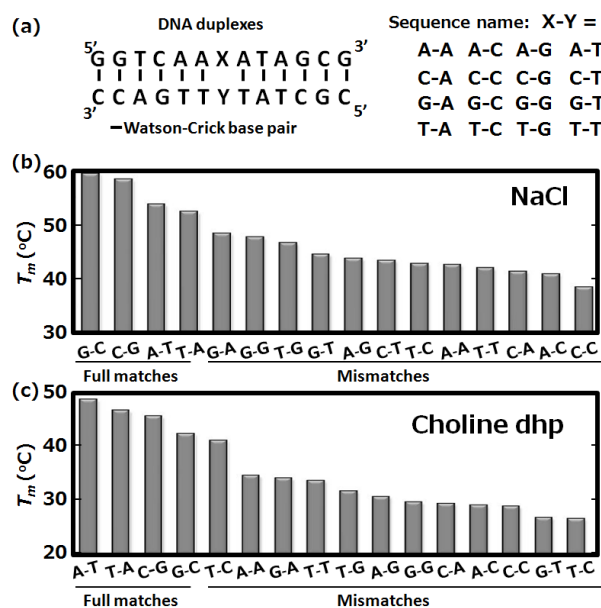 (a)
DNA duplexes
5’ G G T C A A X A T A G C G 3’
3’ C C A G T T Y T A T C G C 5’
Watson-Crick base pair
Sequence name: X-Y =
A-A A-C A-G A-T
C-A C-C C-G C-T
G-A G-C G-G G-T
T-A T-C T-G T-T
(b)
NaCl
Tm (°C)
60
50
40
30
G-C C-G A-T T-A G-A G-G T-G G-T A-G C-T T-C A-A T-T C-A A-C C-C
Full matches Mismatches
(c)
Choline dhp
Tm (°C)
50
40
30
20
A-T T-A C-G G-C T-C A-A G-A T-T T-G A-G G-G C-A A-C C-C G-T T-C
Full matches Mismatches